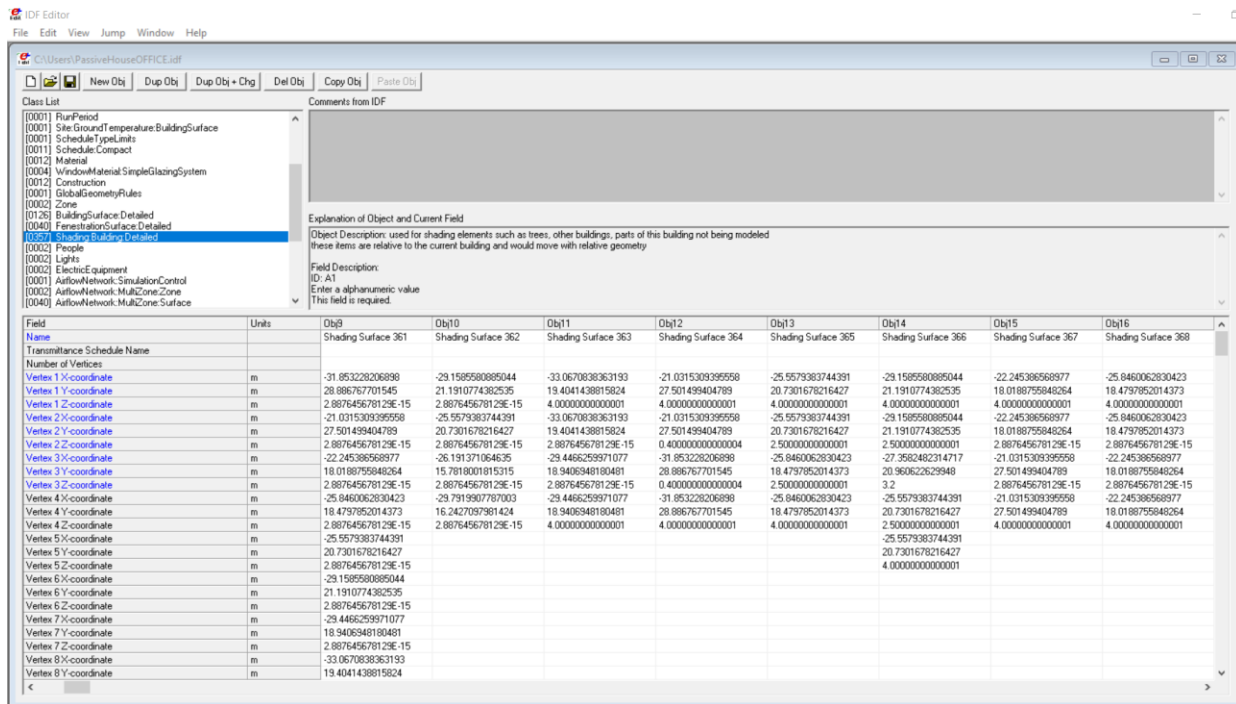 IDF Editor
File Edit View Jump Window Help
C:\Users\PassiveHouseOFFICE.idf
New Obj Dup Obj Dup Obj + Chg Del Obj Copy Obj Paste Obj
Class List Comments from IDF
[0001] RunPeriod
[0001] Site:GroundTemperature:BuildingSurface
[0001] ScheduleTypeLimits
[0011] Schedule:Compact
[0012] Material
[0004] WindowMaterial:SimpleGlazingSystem
[0012] Construction
[0001] GlobalGeometryRules
[0002] Zone
[0126] BuildingSurface:Detailed
[0040] FenestrationSurface:Detailed
[0357] Shading:Building:Detailed
[0002] People
[0002] Lights
[0002] ElectricEquipment
[0001] AirflowNetwork:SimulationControl
[0002] AirflowNetwork:MultiZone:Zone
[0040] AirflowNetwork:MultiZone:Surface
Explanation of Object and Current Field
Object Description: used for shading elements such as trees, other buildings, parts of this building not being modeled
these items are relative to the current building and would move with relative geometry
Field Description:
ID: A1
Enter a alphanumeric value
This field is required.
Field Units Obj9 Obj10 Obj11 Obj12 Obj13 Obj14 Obj15 Obj16
Name Shading Surface 361 Shading Surface 362 Shading Surface 363 Shading Surface 364 Shading Surface 365 Shading Surface 366 Shading Surface 367 Shading Surface 368
Transmittance Schedule Name
Number of Vertices
Vertex 1 X-coordinate m -31.853228206898 -29.1585580885044 -33.0670838363193 -21.0315309395558 -25.5579383744391 -29.1585580885044 -22.245386568977 -25.8460062830423
Vertex 1 Y-coordinate m 28.886767701545 21.1910774382535 19.4041438815824 27.501499404789 20.7301678216427 21.1910774382535 18.0188755848264 18.4797852014373
Vertex 1 Z-coordinate m 2.887645678129E-15 2.887645678129E-15 4.00000000000001 4.00000000000001 4.00000000000001 4.00000000000001 4.00000000000001 4.00000000000001
Vertex 2 X-coordinate m -21.0315309395558 -25.5579383744391 -33.0670838363193 -21.0315309395558 -25.5579383744391 -29.1585580885044 -22.245386568977 -25.8460062830423
Vertex 2 Y-coordinate m 27.501499404789 20.7301678216427 19.4041438815824 27.501499404789 20.7301678216427 21.1910774382535 18.0188755848264 18.4797852014373
Vertex 2 Z-coordinate m 2.887645678129E-15 2.887645678129E-15 2.887645678129E-15 0.400000000000004 2.50000000000001 2.50000000000001 2.887645678129E-15 2.887645678129E-15
Vertex 3 X-coordinate m -22.245386568977 -26.191371064635 -29.4466259971077 -31.853228206898 -25.8460062830423 -27.3582482314717 -21.0315309395558 -22.245386568977
Vertex 3 Y-coordinate m 18.0188755848264 15.7818001815315 18.9406948180481 28.886767701545 18.4797852014373 20.960622629948 27.501499404789 18.0188755848264
Vertex 3 Z-coordinate m 2.887645678129E-15 2.887645678129E-15 2.887645678129E-15 0.400000000000004 2.50000000000001 3.2 2.887645678129E-15 2.887645678129E-15
Vertex 4 X-coordinate m -25.8460062830423 -29.7919907787003 -29.4466259971077 -31.853228206898 -25.8460062830423 -25.5579383744391 -21.0315309395558 -22.245386568977
Vertex 4 Y-coordinate m 18.4797852014373 16.2427097981424 18.9406948180481 28.886767701545 18.4797852014373 20.7301678216427 27.501499404789 18.0188755848264
Vertex 4 Z-coordinate m 2.887645678129E-15 2.887645678129E-15 4.00000000000001 4.00000000000001 4.00000000000001 2.50000000000001 4.00000000000001 4.00000000000001
Vertex 5 X-coordinate m -25.5579383744391 -25.5579383744391
Vertex 5 Y-coordinate m 20.7301678216427 20.7301678216427
Vertex 5 Z-coordinate m 2.887645678129E-15 4.00000000000001
Vertex 6 X-coordinate m -29.1585580885044
Vertex 6 Y-coordinate m 21.1910774382535
Vertex 6 Z-coordinate m 2.887645678129E-15
Vertex 7 X-coordinate m -29.4466259971077
Vertex 7 Y-coordinate m 18.9406948180481
Vertex 7 Z-coordinate m 2.887645678129E-15
Vertex 8 X-coordinate m -33.0670838363193
Vertex 8 Y-coordinate m 19.4041438815824